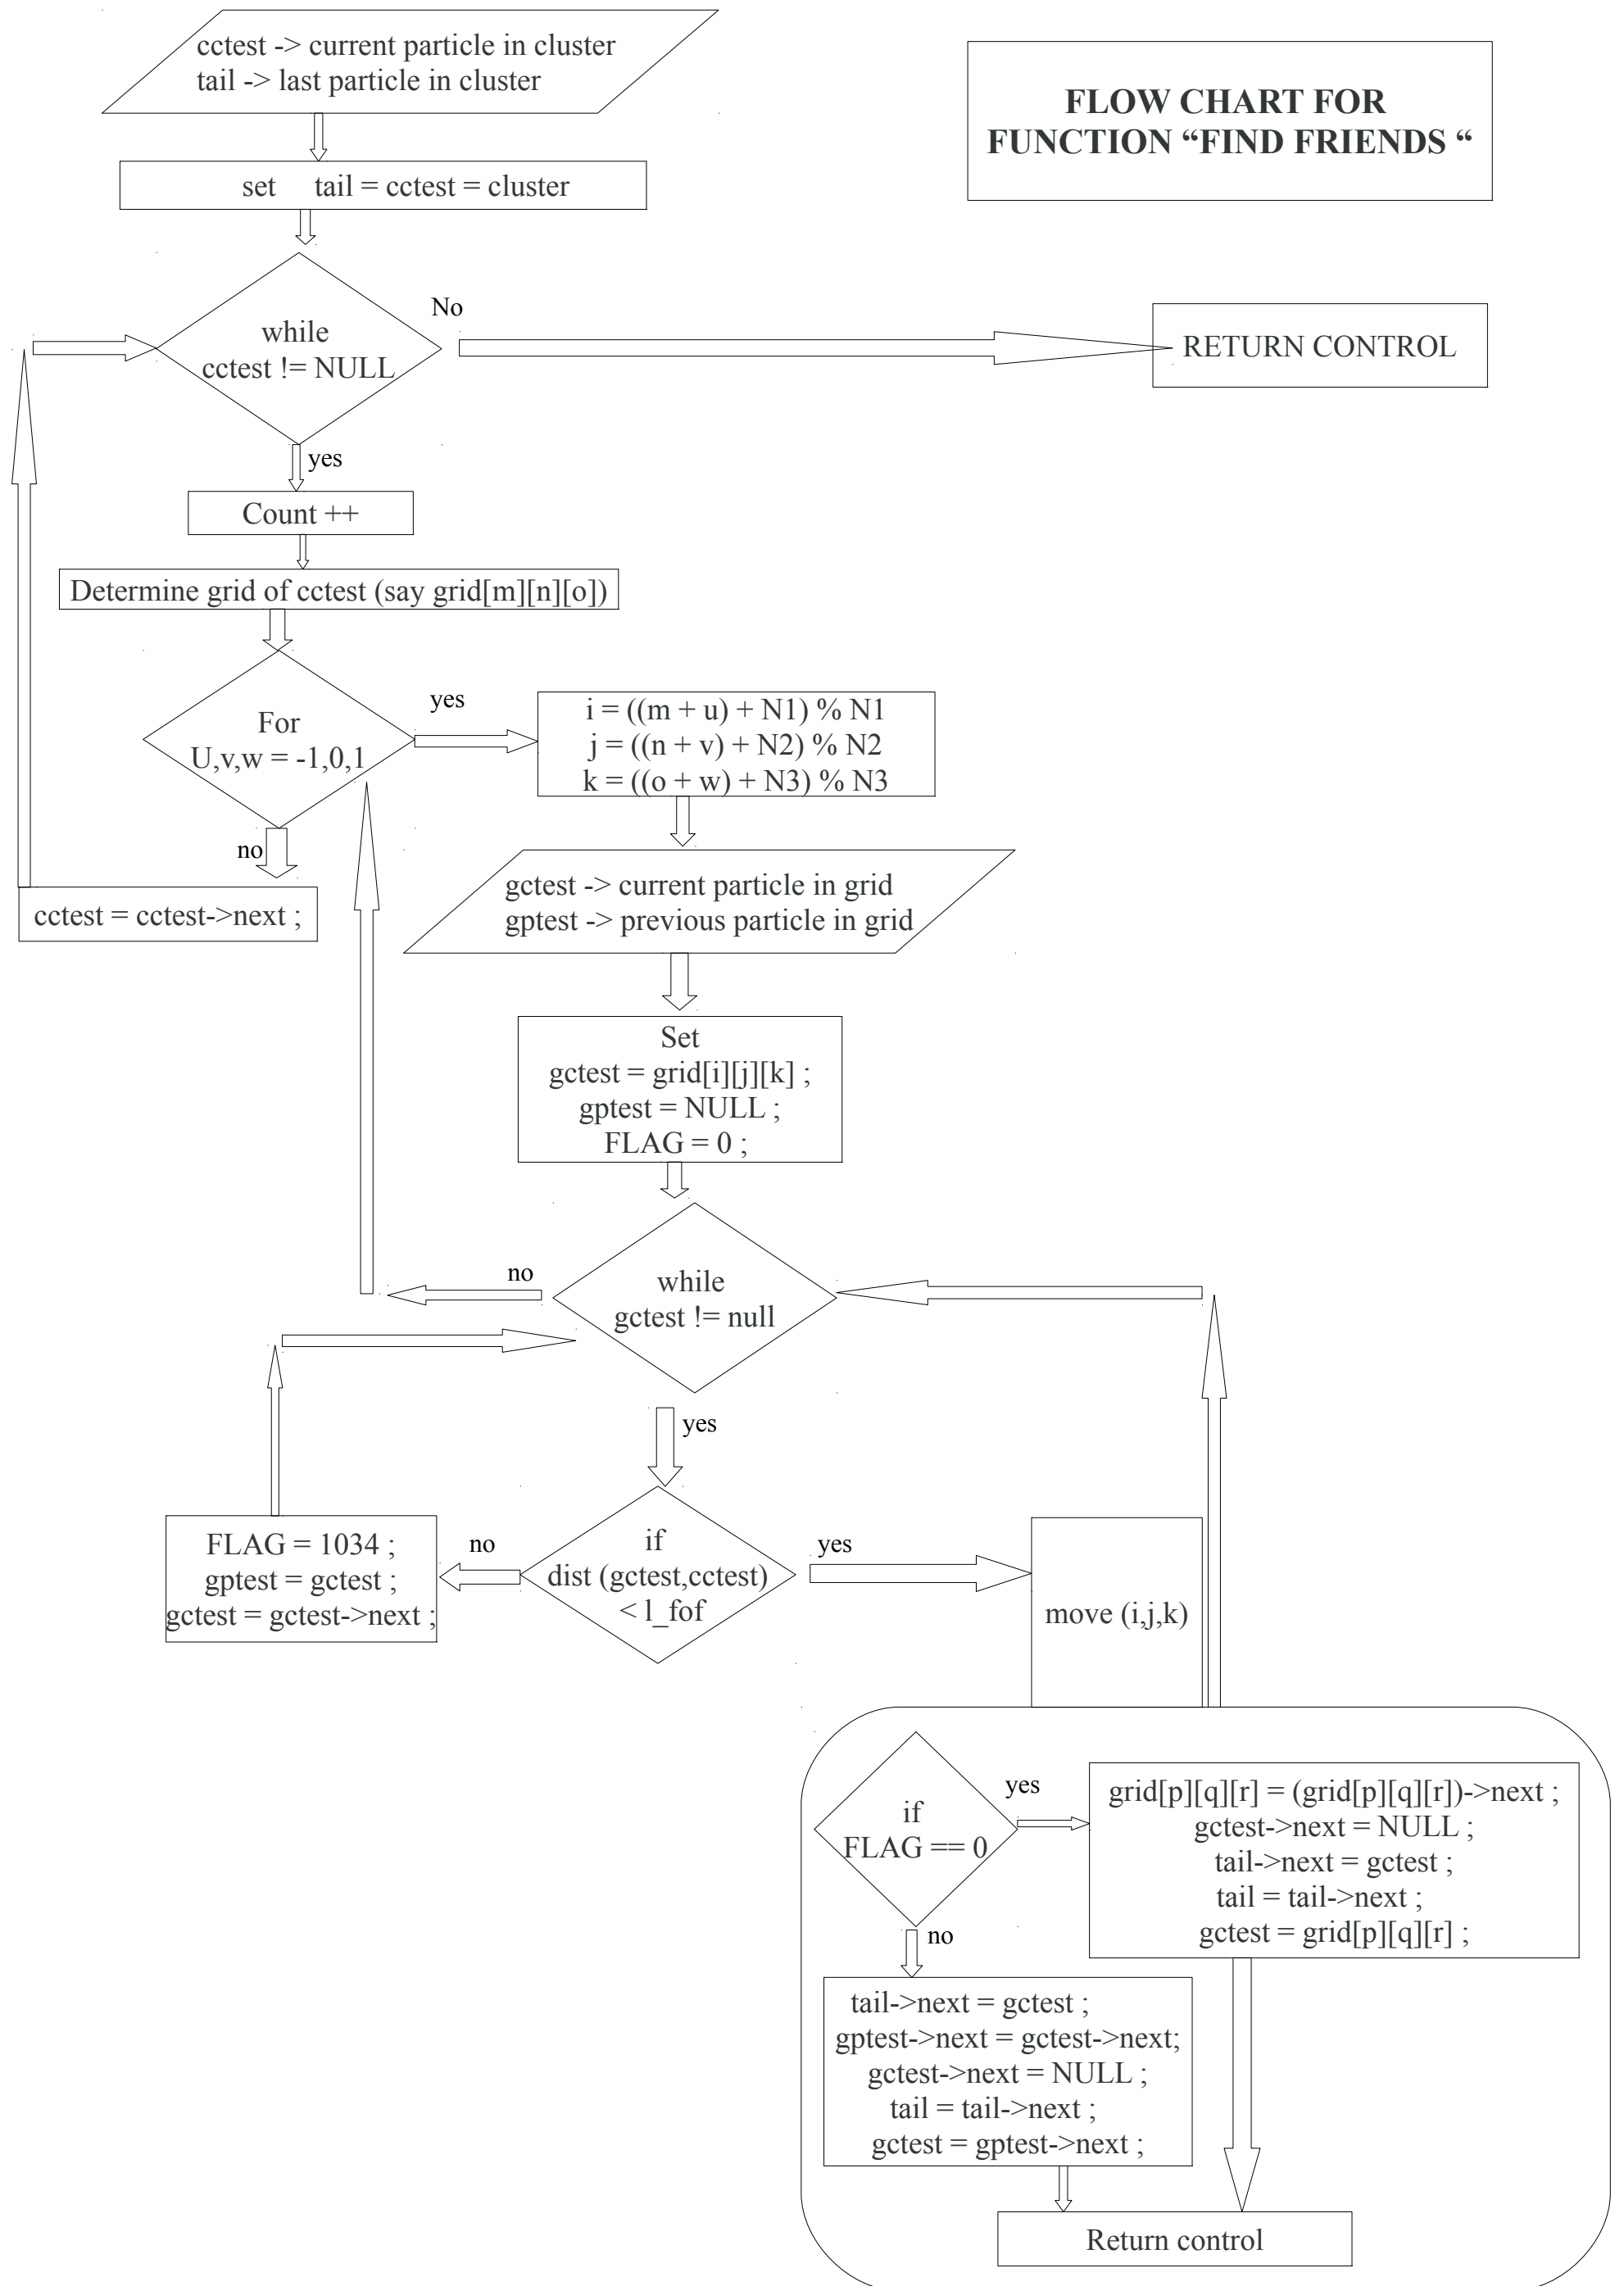 cctest -> current particle in cluster
tail -> last particle in cluster
FLOW CHART FOR
FUNCTION “FIND FRIENDS “
set tail = cctest = cluster
while
cctest != NULL
No
RETURN CONTROL
yes
Count ++
Determine grid of cctest (say grid[m][n][o])
For
U,v,w = -1,0,1
yes
i = ((m + u) + N1) % N1
j = ((n + v) + N2) % N2
k = ((o + w) + N3) % N3
no
cctest = cctest->next ;
gctest -> current particle in grid
gptest -> previous particle in grid
Set
gctest = grid[i][j][k] ;
gptest = NULL ;
FLAG = 0 ;
while
gctest != null
no
yes
if
dist (gctest,cctest)
< l_fof
no
FLAG = 1034 ;
gptest = gctest ;
gctest = gctest->next ;
yes
move (i,j,k)
if
FLAG == 0
yes
grid[p][q][r] = (grid[p][q][r])->next ;
gctest->next = NULL ;
tail->next = gctest ;
tail = tail->next ;
gctest = grid[p][q][r] ;
no
tail->next = gctest ;
gptest->next = gctest->next;
gctest->next = NULL ;
tail = tail->next ;
gctest = gptest->next ;
Return control